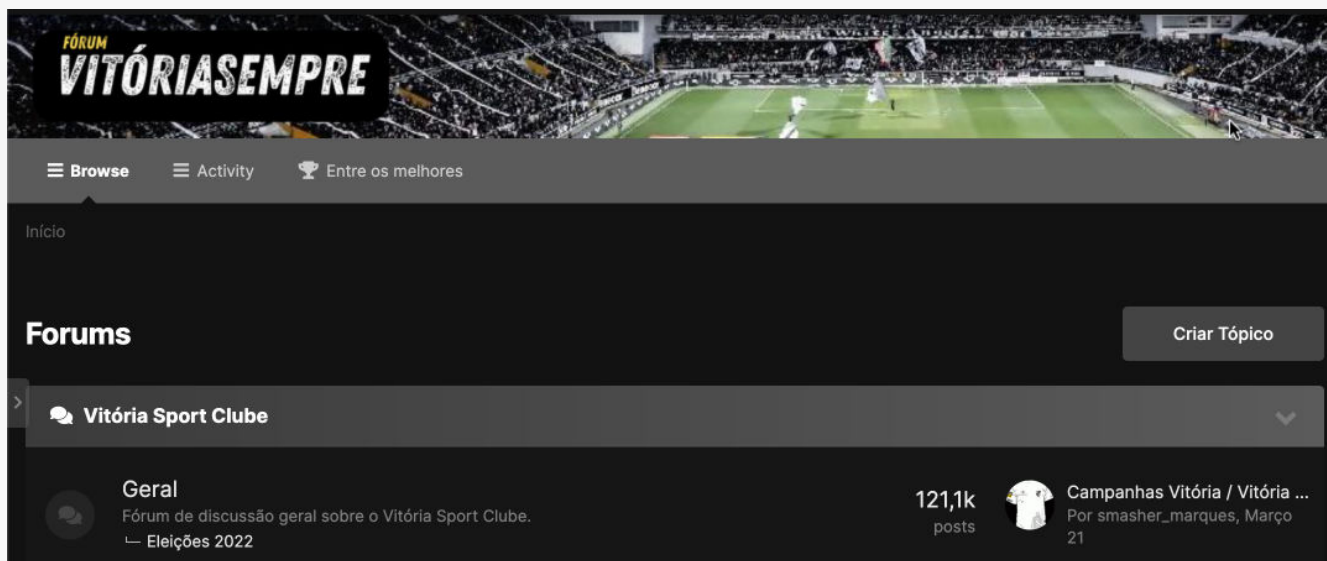 FÓRUM
VITÓRIASEMPRE
Browse
Activity
Entre os melhores
Início
Forums
Criar Tópico
Vitória Sport Clube
Geral
Fórum de discussão geral sobre o Vitória Sport Clube.
Eleições 2022
121,1k
posts
Campanhas Vitória / Vitória ...
Por smasher_marques, Março
21